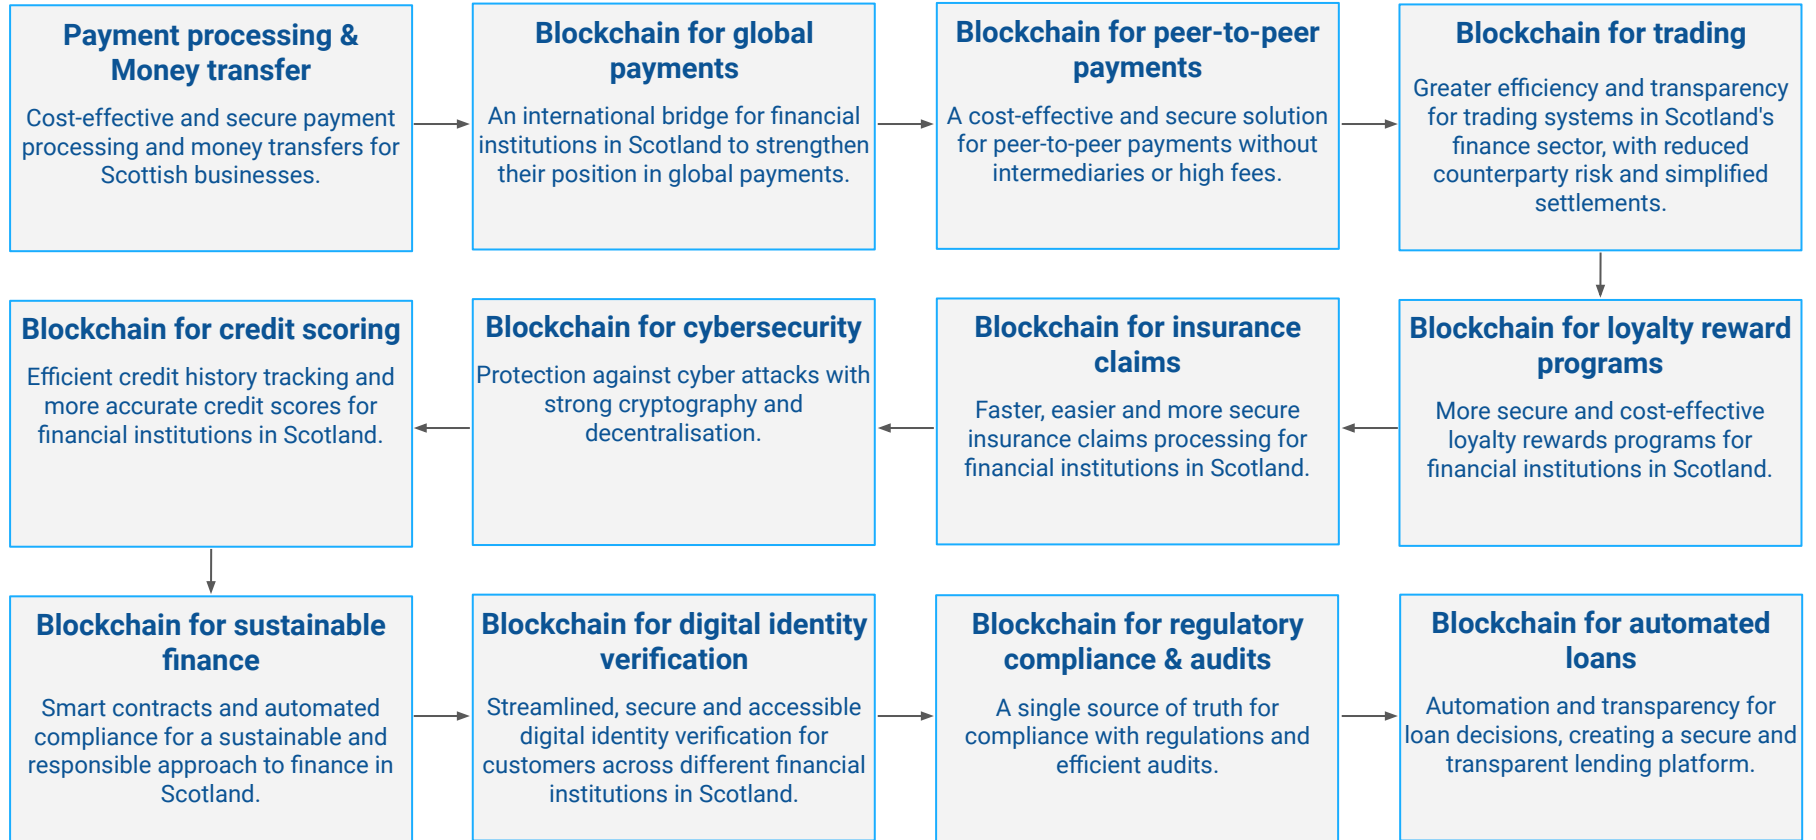 Payment processing &
Money transfer
Cost-effective and secure payment
processing and money transfers for
Scottish businesses.
Blockchain for global
payments
An international bridge for financial
institutions in Scotland to strengthen
their position in global payments.
Blockchain for peer-to-peer
payments
A cost-effective and secure solution
for peer-to-peer payments without
intermediaries or high fees.
Blockchain for trading
Greater efficiency and transparency
for trading systems in Scotland's
finance sector, with reduced
counterparty risk and simplified
settlements.
Blockchain for loyalty reward
programs
More secure and cost-effective
loyalty rewards programs for
financial institutions in Scotland.
Blockchain for insurance
claims
Faster, easier and more secure
insurance claims processing for
financial institutions in Scotland.
Blockchain for cybersecurity
Protection against cyber attacks with
strong cryptography and
decentralisation.
Blockchain for credit scoring
Efficient credit history tracking and
more accurate credit scores for
financial institutions in Scotland.
Blockchain for sustainable
finance
Smart contracts and automated
compliance for a sustainable and
responsible approach to finance in
Scotland.
Blockchain for digital identity
verification
Streamlined, secure and accessible
digital identity verification for
customers across different financial
institutions in Scotland.
Blockchain for regulatory
compliance & audits
A single source of truth for
compliance with regulations and
efficient audits.
Blockchain for automated
loans
Automation and transparency for
loan decisions, creating a secure and
transparent lending platform.